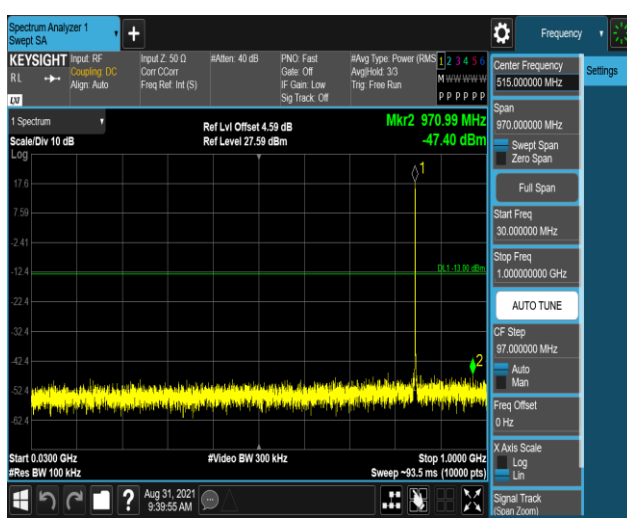 Spectrum Analyzer 1
Swept SA
Frequency
KEYSIGHT
RL
Input: RF
Coupling: DC
Align: Auto
Input Z: 50 Ω
Corr CCorr
Freq Ref: Int (S)
#Atten: 40 dB
PNO: Fast
Gate: Off
IF Gain: Low
Sig Track: Off
#Avg Type: Power (RMS
Avg|Hold: 3/3
Trig: Free Run
1 2 3 4 5 6
M W W W W W
P P P P P P
LXI
1 Spectrum
Scale/Div 10 dB
Log
Ref Lvl Offset 4.59 dB
Ref Level 27.59 dBm
Mkr2 970.99 MHz
-47.40 dBm
1
17.6
7.59
-2.41
-12.4
DL1 -13.00 dBm
-22.4
-32.4
-42.4
2
-52.4
-62.4
Start 0.0300 GHz
#Video BW 300 kHz
Stop 1.0000 GHz
#Res BW 100 kHz
Sweep ~93.5 ms (10000 pts)
?
Aug 31, 2021
9:39:55 AM
Center Frequency
515.000000 MHz
Settings
Span
970.000000 MHz
Swept Span
Zero Span
Full Span
Start Freq
30.000000 MHz
Stop Freq
1.000000000 GHz
AUTO TUNE
CF Step
97.000000 MHz
Auto
Man
Freq Offset
0 Hz
X Axis Scale
Log
Lin
Signal Track
(Span Zoom)